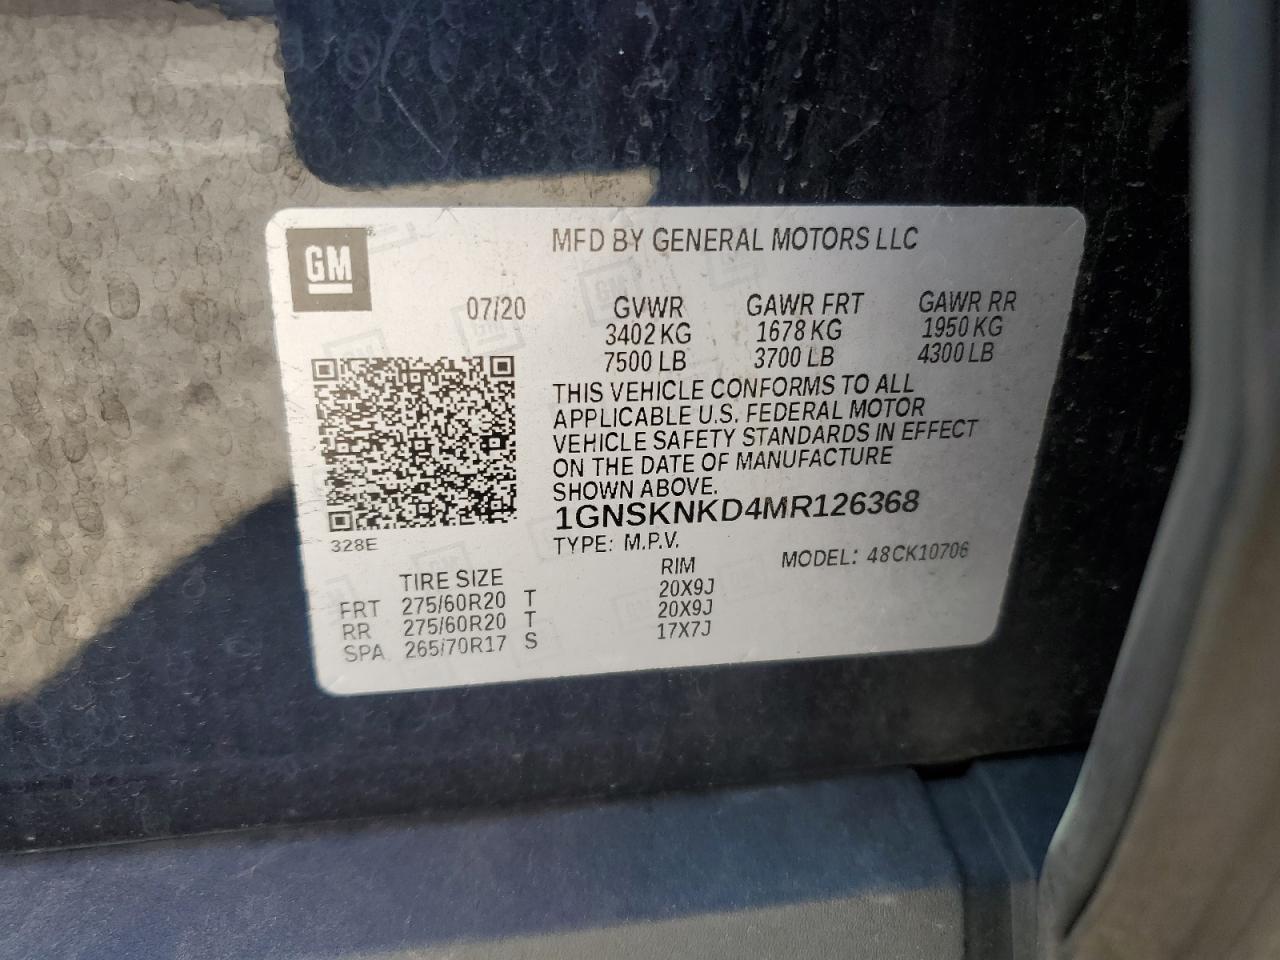 GM
MFD BY GENERAL MOTORS LLC
07/20 GVWR GAWR FRT GAWR RR
3402 KG 1678 KG 1950 KG
7500 LB 3700 LB 4300 LB
THIS VEHICLE CONFORMS TO ALL
APPLICABLE U.S. FEDERAL MOTOR
VEHICLE SAFETY STANDARDS IN EFFECT
ON THE DATE OF MANUFACTURE
SHOWN ABOVE.
1GNSKNKD4MR126368
328E
TYPE: M.P.V. MODEL: 48CK10706
TIRE SIZE RIM
FRT 275/60R20 T 20X9J
RR 275/60R20 T 20X9J
SPA 265/70R17 S 17X7J